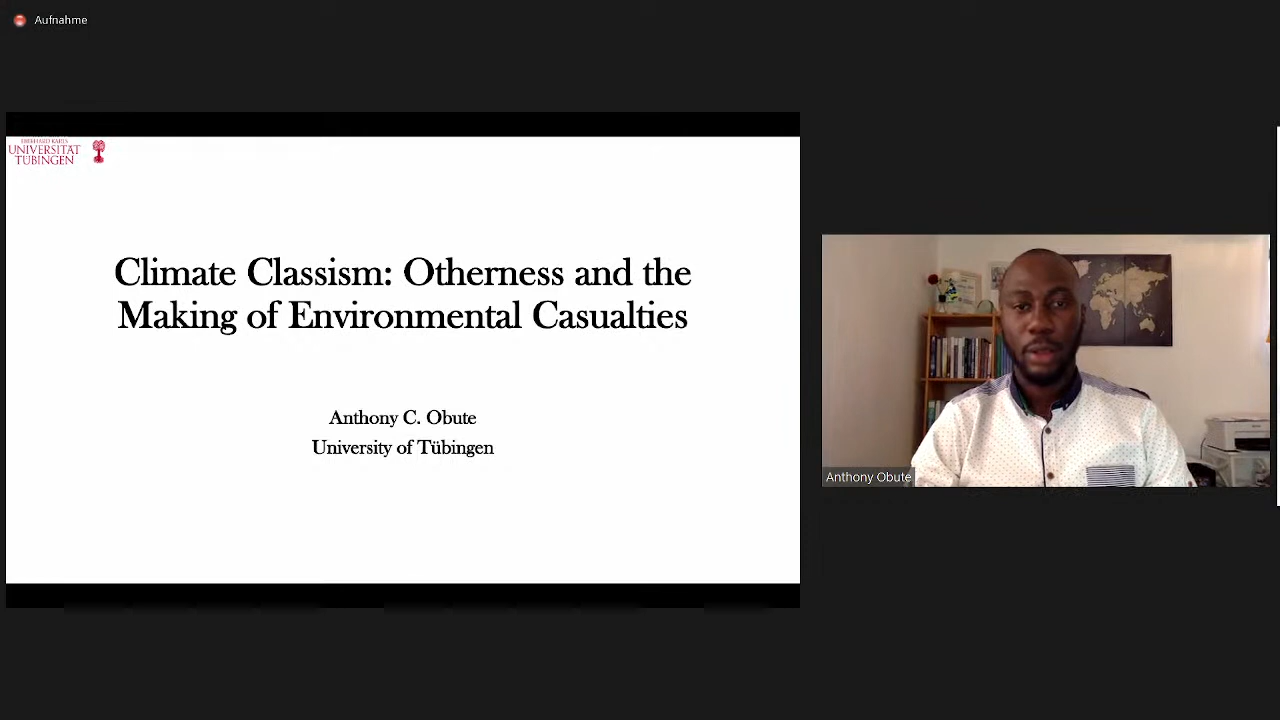 Aufnahme
EBERHARD KARLS
UNIVERSITÄT
TÜBINGEN
Climate Classism: Otherness and the
Making of Environmental Casualties
Anthony C. Obute
University of Tübingen
Anthony Obute